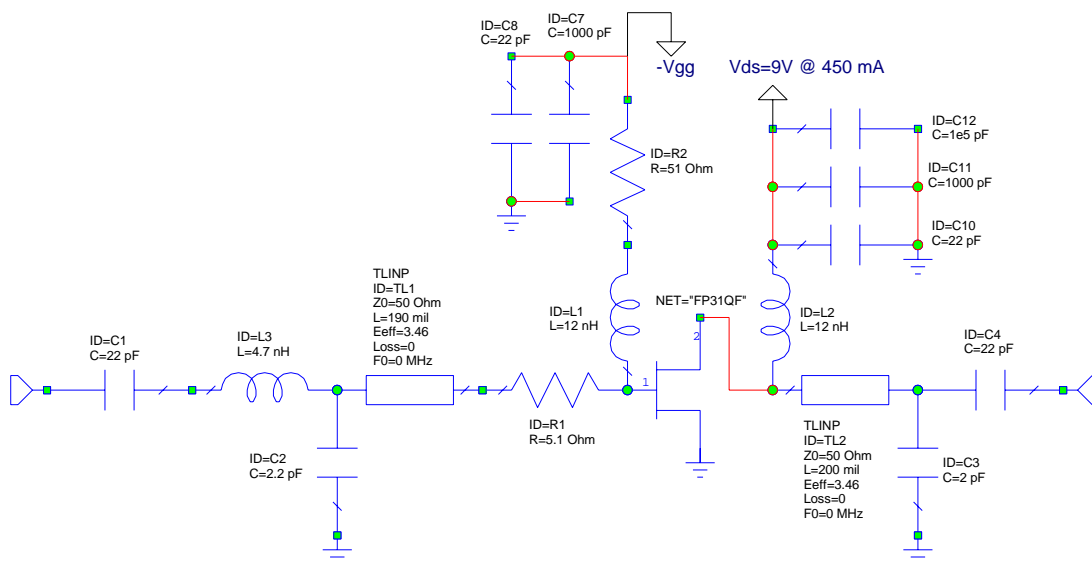 ID=C8
C=22 pF
ID=C7
C=1000 pF
-Vgg
Vds=9V @ 450 mA
ID=C12
C=1e5 pF
ID=R2
R=51 Ohm
ID=C11
C=1000 pF
ID=C10
C=22 pF
TLINP
ID=TL1
Z0=50 Ohm
L=190 mil
Eeff=3.46
Loss=0
F0=0 MHz
NET="FP31QF"
ID=L1
L=12 nH
ID=L2
L=12 nH
2
ID=C1
C=22 pF
ID=L3
L=4.7 nH
ID=C4
C=22 pF
1
ID=R1
R=5.1 Ohm
TLINP
ID=TL2
Z0=50 Ohm
L=200 mil
Eeff=3.46
Loss=0
F0=0 MHz
ID=C2
C=2.2 pF
ID=C3
C=2 pF